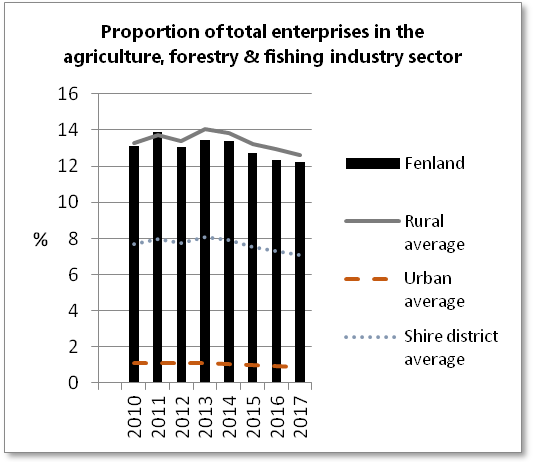 Proportion of total enterprises in the
agriculture, forestry & fishing industry sector
16
14
12
10
8
6
4
2
0
%
2010
2011
2012
2013
2014
2015
2016
2017
Fenland
Rural
average
Urban
average
Shire district
average